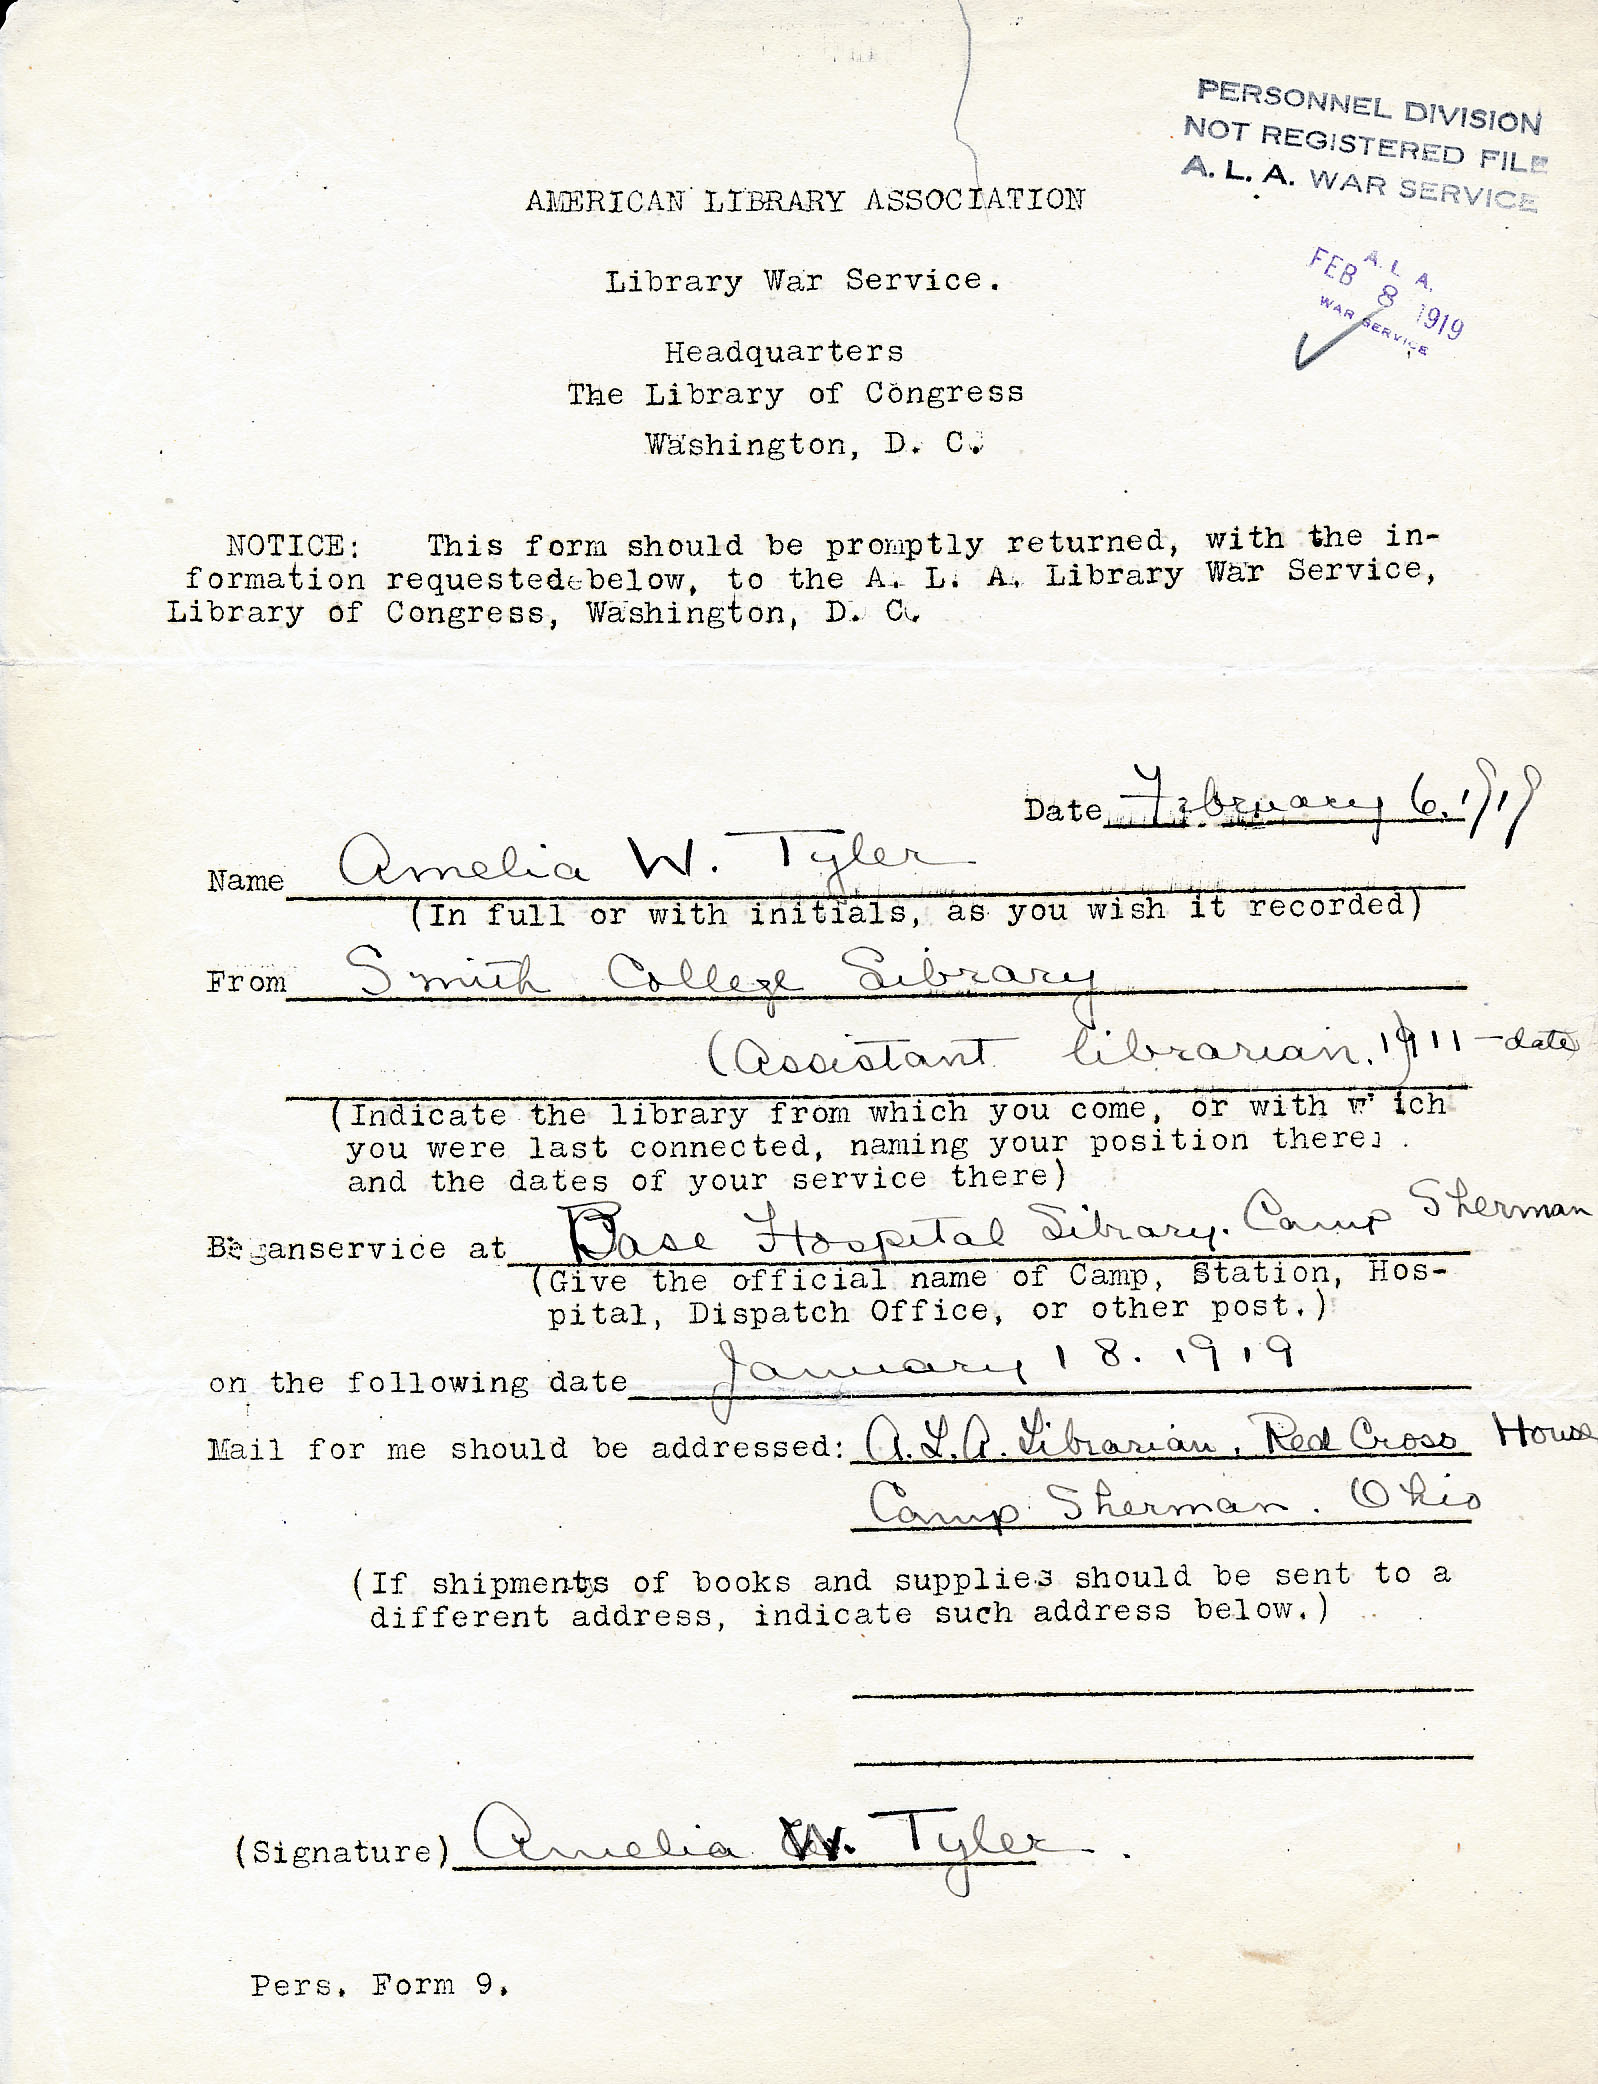 PERSONNEL DIVISION
NOT REGISTERED FILE
A. L. A. WAR SERVICE
AMERICAN LIBRARY ASSOCIATION
A. L. A.
FEB 8 1919
WAR SERVICE
Library War Service.
Headquarters
The Library of Congress
Washington, D. C.
NOTICE: This form should be promptly returned, with the in-
formation requested below, to the A. L. A. Library War Service,
Library of Congress, Washington, D. C.
Date February 6, 1919
Name Amelia W. Tyler
(In full or with initials, as you wish it recorded)
From Smith College Library
(Assistant librarian, 1911 - date)
(Indicate the library from which you come, or with which
you were last connected, naming your position there,
and the dates of your service there)
Beganservice at Base Hospital Library. Camp Sherman
(Give the official name of Camp, Station, Hos-
pital, Dispatch Office, or other post.)
on the following date January 18. 1919
Mail for me should be addressed: A.L.A. Librarian, Red Cross House
Camp Sherman. Ohio
(If shipments of books and supplies should be sent to a
different address, indicate such address below.)
(Signature) Amelia W. Tyler.
Pers. Form 9.